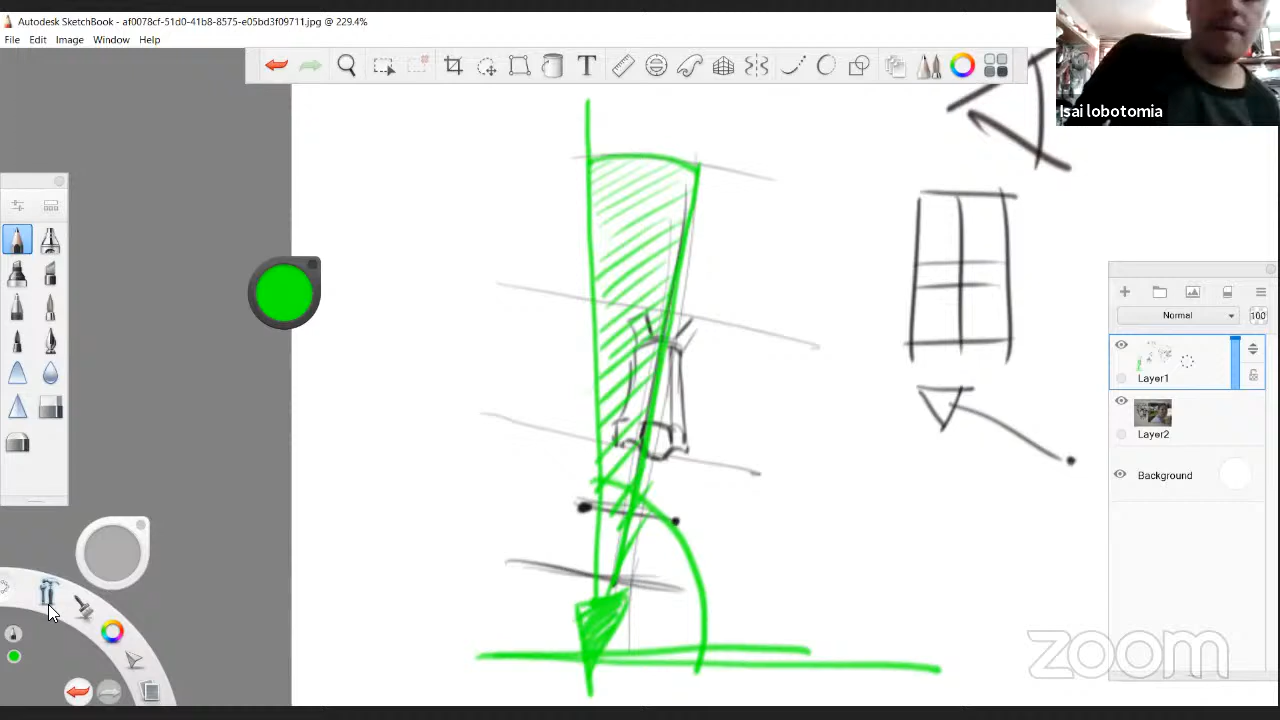 Autodesk SketchBook - af0078cf-51d0-41b8-8575-e05bd3f09711.jpg @ 229.4%
File Edit Image Window Help
T
Isai lobotomia
Normal
100
Layer1
Layer2
Background
zoom